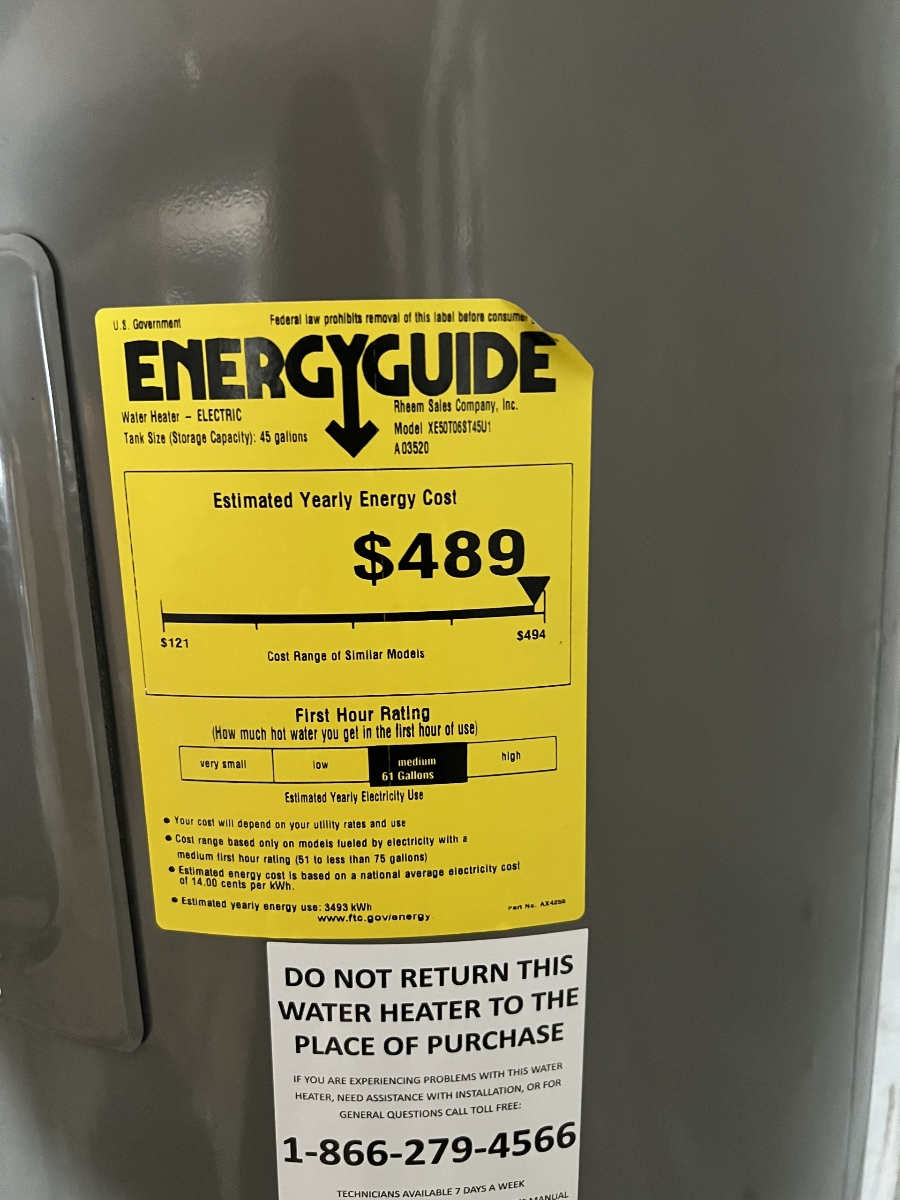 U.S. Government Federal law prohibits removal of this label before consumer
ENERGYGUIDE
Water Heater – ELECTRIC
Tank Size (Storage Capacity): 45 gallons
Rheem Sales Company, Inc.
Model XE50T06ST45U1
A03520
Estimated Yearly Energy Cost
$489
$121
$494
Cost Range of Similar Models
First Hour Rating
(How much hot water you get in the first hour of use)
very small
low
medium
61 Gallons
high
Estimated Yearly Electricity Use
● Your cost will depend on your utility rates and use
● Cost range based only on models fueled by electricity with a
medium first hour rating (51 to less than 75 gallons)
● Estimated energy cost is based on a national average electricity cost
of 14.00 cents per kWh.
● Estimated yearly energy use: 3493 kWh
www.ftc.gov/energy
Part No.
DO NOT RETURN THIS
WATER HEATER TO THE
PLACE OF PURCHASE
IF YOU ARE EXPERIENCING PROBLEMS WITH THIS WATER
HEATER, NEED ASSISTANCE WITH INSTALLATION, OR FOR
GENERAL QUESTIONS CALL TOLL FREE:
1-866-279-4566
TECHNICIANS AVAILABLE 7 DAYS A WEEK
MANUAL